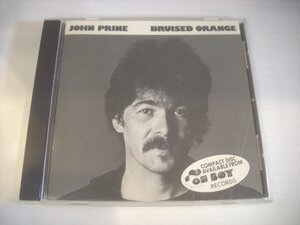 JOHN PRINE BRUISED ORANGE
COMPACT DISC
AVAILABLE FROM
OH BOY
RECORDS